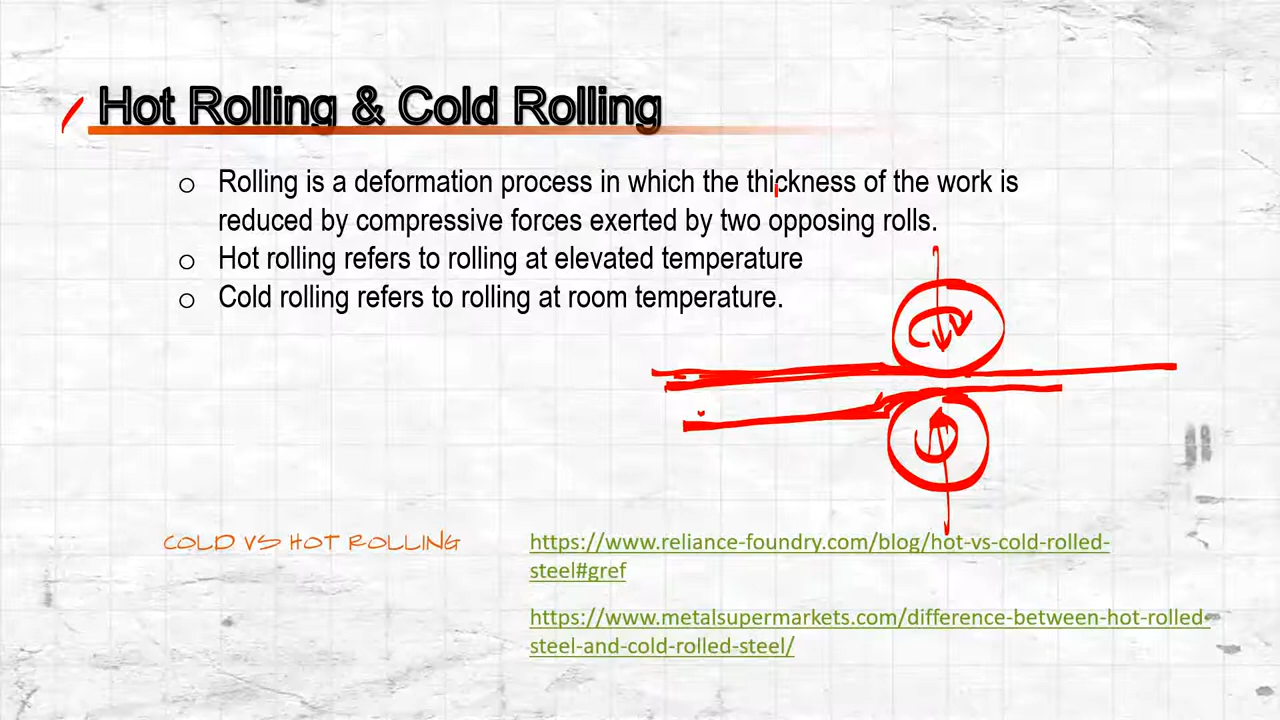 Hot Rolling & Cold Rolling
Rolling is a deformation process in which the thickness of the work is
reduced by compressive forces exerted by two opposing rolls.
Hot rolling refers to rolling at elevated temperature
Cold rolling refers to rolling at room temperature.
COLD VS HOT ROLLING
https://www.reliance-foundry.com/blog/hot-vs-cold-rolled-
steel#gref
https://www.metalsupermarkets.com/difference-between-hot-rolled-
steel-and-cold-rolled-steel/